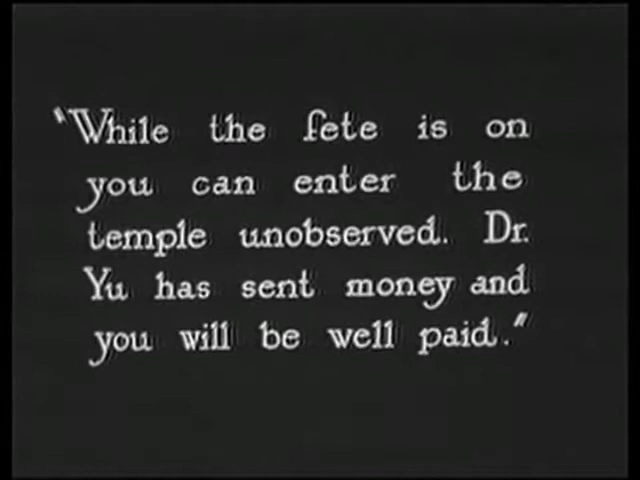 "While the fete is on
you can enter the
temple unobserved. Dr.
Yu has sent money and
you will be well paid."